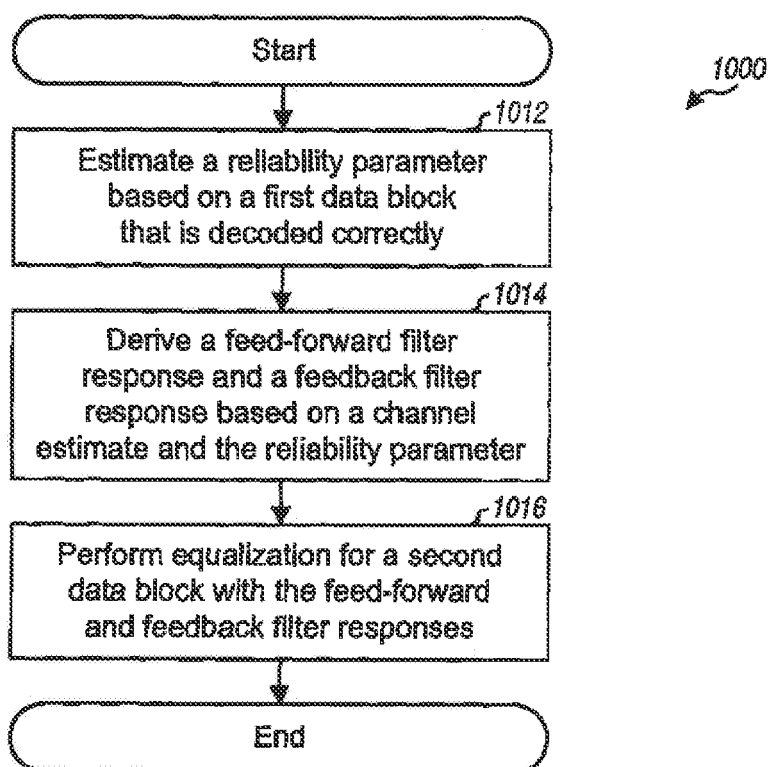 Start
1000
1012
Estimate a reliability parameter
based on a first data block
that is decoded correctly
1014
Derive a feed-forward filter
response and a feedback filter
response based on a channel
estimate and the reliability parameter
1016
Perform equalization for a second
data block with the feed-forward
and feedback filter responses
End